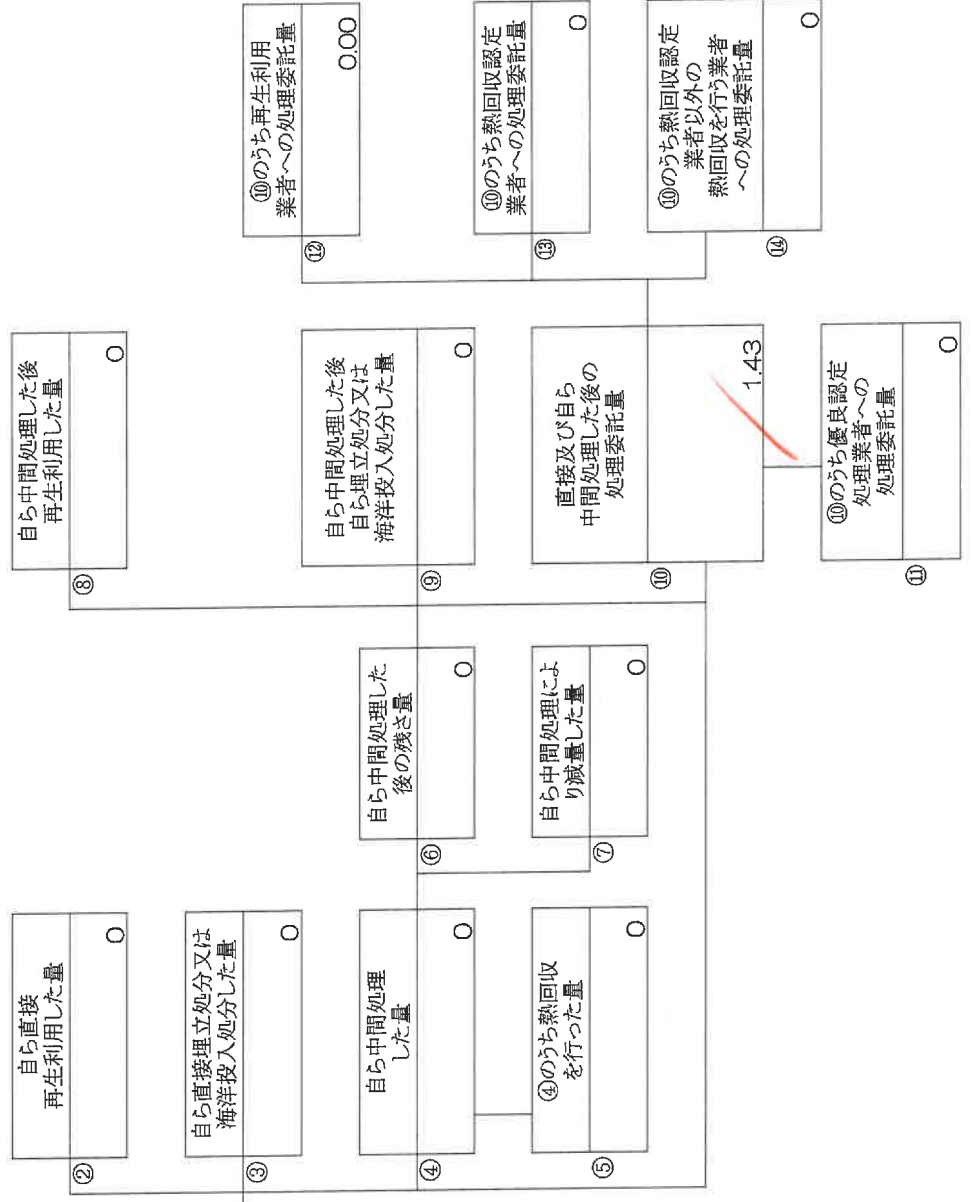 ②
自ら直接
再生利用した量
0
③
自ら直接埋立処分又は
海洋投入処分した量
0
④
自ら中間処理
した量
0
⑤
④のうち熱回収
を行った量
0
⑥
自ら中間処理した
後の残さ量
0
⑦
自ら中間処理によ
り減量した量
0
⑧
自ら中間処理した後
再生利用した量
0
⑨
自ら中間処理した後
自ら埋立処分又は
海洋投入処分した量
0
⑩
直接及び自ら
中間処理した後の
処理委託量
1.43
⑪
⑩のうち優良認定
処理業者への
処理委託量
0
⑫
⑩のうち再生利用
業者への処理委託量
0.00
⑬
⑩のうち熱回収認定
業者への処理委託量
0
⑭
⑩のうち熱回収認定
業者以外の
熱回収を行う業者
への処理委託量
0